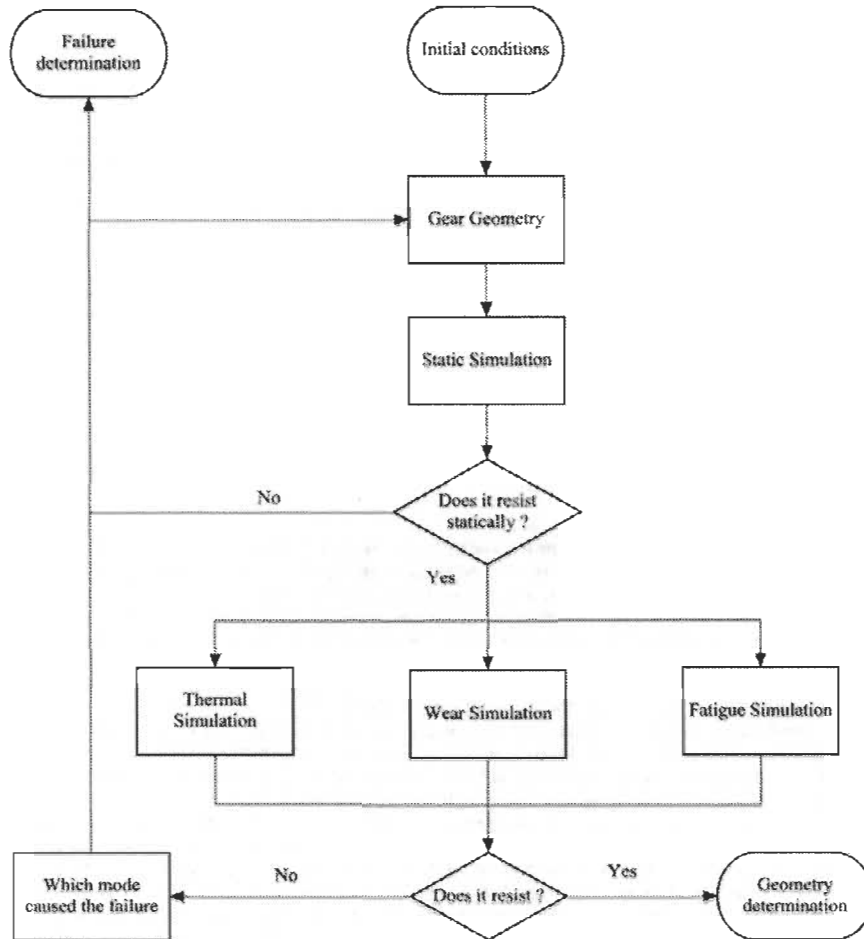 Failure
determination
Initial conditions
Gear Geometry
Static Simulation
Does it resist
statically ?
No
Yes
Thermal
Simulation
Wear Simulation
Fatigue Simulation
Which mode
caused the failure
No
Does it resist ?
Yes
Geometry
determination